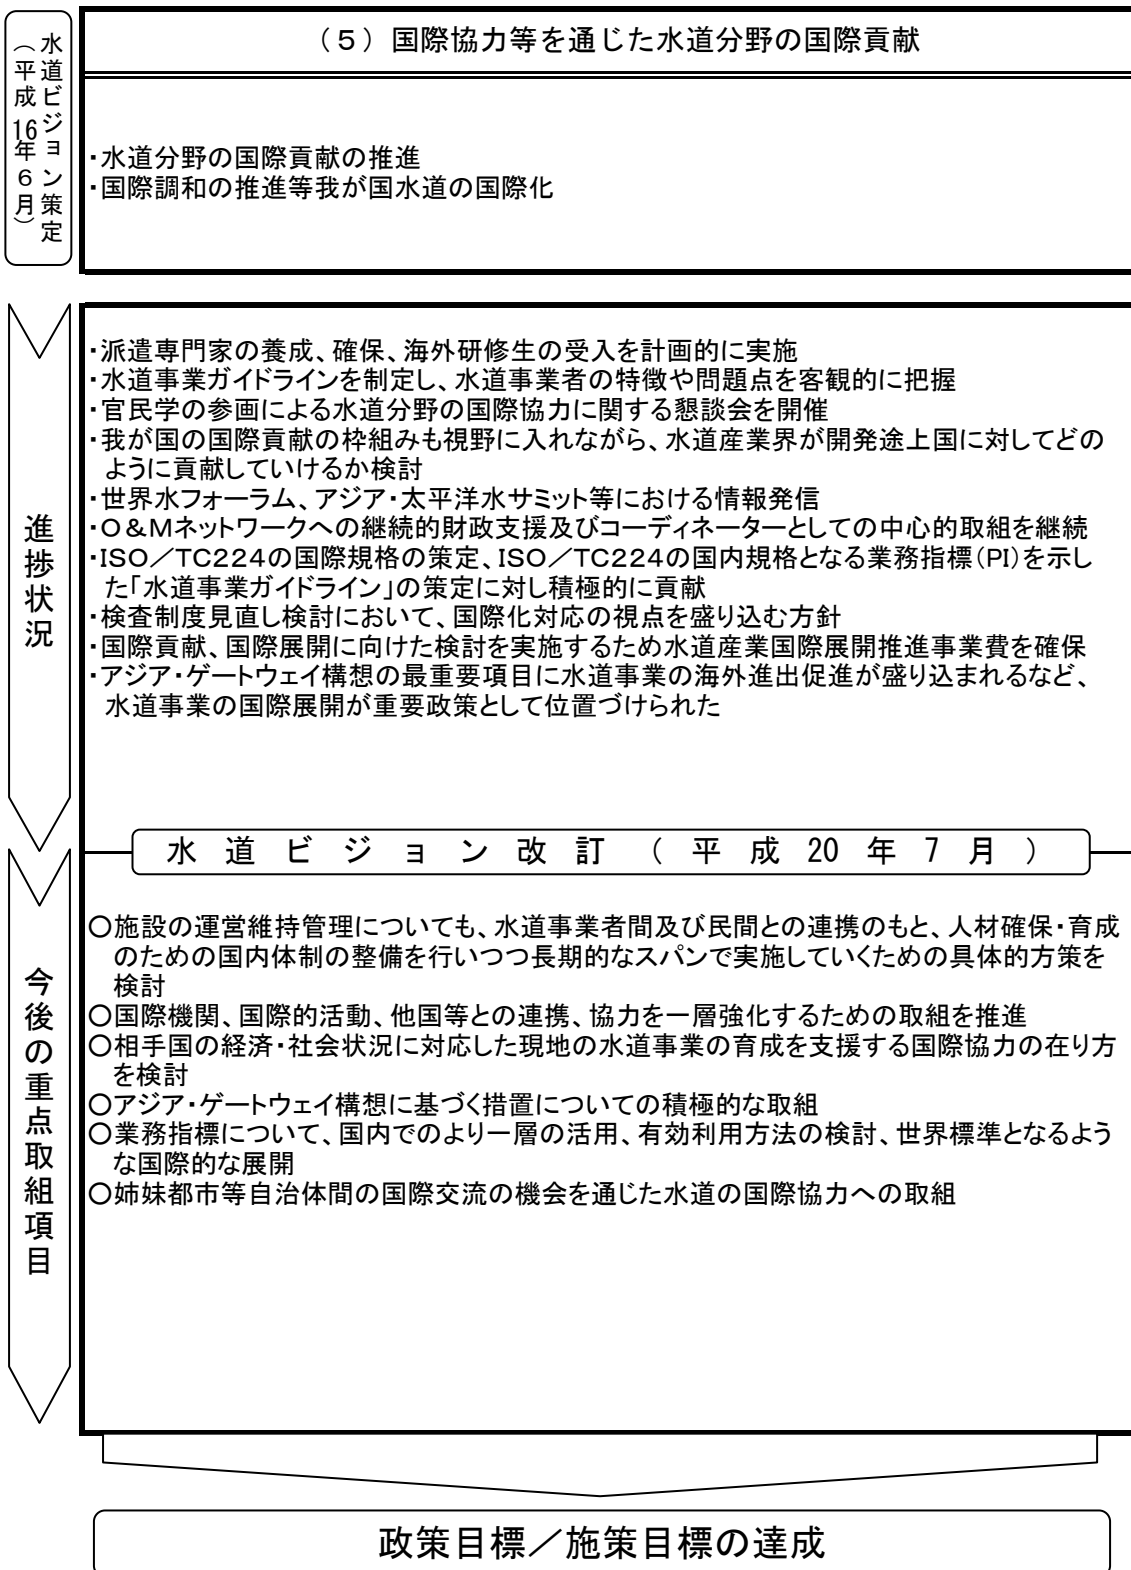 水道ビジョン策定
（平成16年６月）
（５）国際協力等を通じた水道分野の国際貢献
・水道分野の国際貢献の推進
・国際調和の推進等我が国水道の国際化
進捗状況
・派遣専門家の養成、確保、海外研修生の受入を計画的に実施
・水道事業ガイドラインを制定し、水道事業者の特徴や問題点を客観的に把握
・官民学の参画による水道分野の国際協力に関する懇談会を開催
・我が国の国際貢献の枠組みも視野に入れながら、水道産業界が開発途上国に対してどの
ように貢献していけるか検討
・世界水フォーラム、アジア・太平洋水サミット等における情報発信
・Ｏ＆Ｍネットワークへの継続的財政支援及びコーディネーターとしての中心的取組を継続
・ISO／TC224の国際規格の策定、ISO／TC224の国内規格となる業務指標（PI）を示し
た「水道事業ガイドライン」の策定に対し積極的に貢献
・検査制度見直し検討において、国際化対応の視点を盛り込む方針
・国際貢献、国際展開に向けた検討を実施するため水道産業国際展開推進事業費を確保
・アジア・ゲートウェイ構想の最重要項目に水道事業の海外進出促進が盛り込まれるなど、
水道事業の国際展開が重要政策として位置づけられた
水道ビジョン改訂（平成20年7月）
今後の重点取組項目
○施設の運営維持管理についても、水道事業者間及び民間との連携のもと、人材確保・育成
のための国内体制の整備を行いつつ長期的なスパンで実施していくための具体的方策を
検討
○国際機関、国際的活動、他国等との連携、協力を一層強化するための取組を推進
○相手国の経済・社会状況に対応した現地の水道事業の育成を支援する国際協力の在り方
を検討
○アジア・ゲートウェイ構想に基づく措置についての積極的な取組
○業務指標について、国内でのより一層の活用、有効利用方法の検討、世界標準となるよう
な国際的な展開
○姉妹都市等自治体間の国際交流の機会を通じた水道の国際協力への取組
政策目標／施策目標の達成